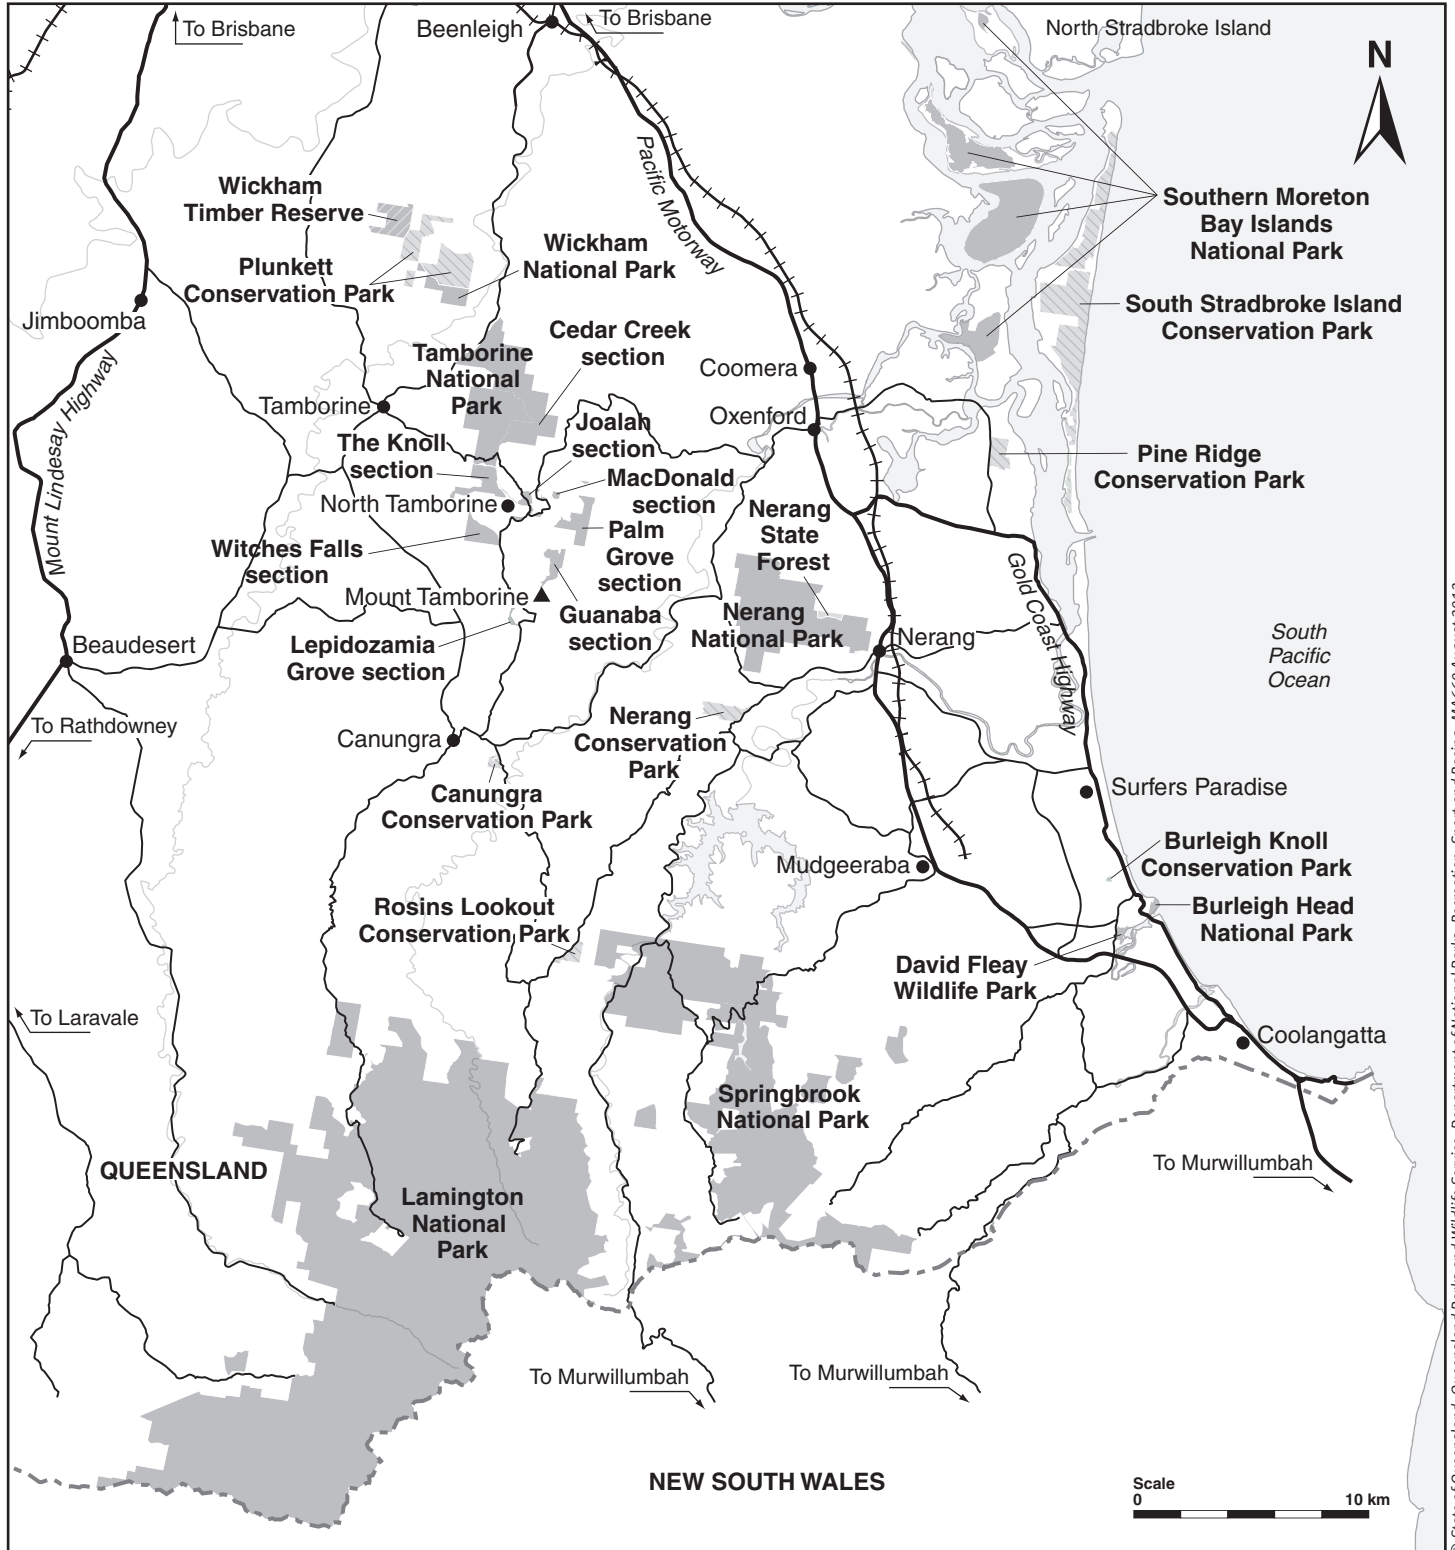 To Brisbane
Beenleigh
To Brisbane
North Stradbroke Island
N
Pacific Motorway
Wickham
Timber Reserve
Southern Moreton
Bay Islands
National Park
Wickham
National Park
Plunkett
Conservation Park
South Stradbroke Island
Conservation Park
Jimboomba
Cedar Creek
section
Tamborine
National
Park
Coomera
Mount Lindesay Highway
Tamborine
Oxenford
Joalah
section
The Knoll
section
Pine Ridge
Conservation Park
MacDonald
section
North Tamborine
Nerang
State
Forest
Palm
Grove
section
Witches Falls
section
Gold Coast Highway
Mount Tamborine
Guanaba
section
Nerang
National Park
Nerang
South
Pacific
Ocean
Beaudesert
Lepidozamia
Grove section
To Rathdowney
Nerang
Conservation
Park
Canungra
Surfers Paradise
Canungra
Conservation Park
Burleigh Knoll
Conservation Park
Mudgeeraba
Rosins Lookout
Conservation Park
Burleigh Head
National Park
David Fleay
Wildlife Park
To Laravale
Coolangatta
Springbrook
National Park
QUEENSLAND
To Murwillumbah
Lamington
National
Park
To Murwillumbah
To Murwillumbah
NEW SOUTH WALES
Scale
0 10 km